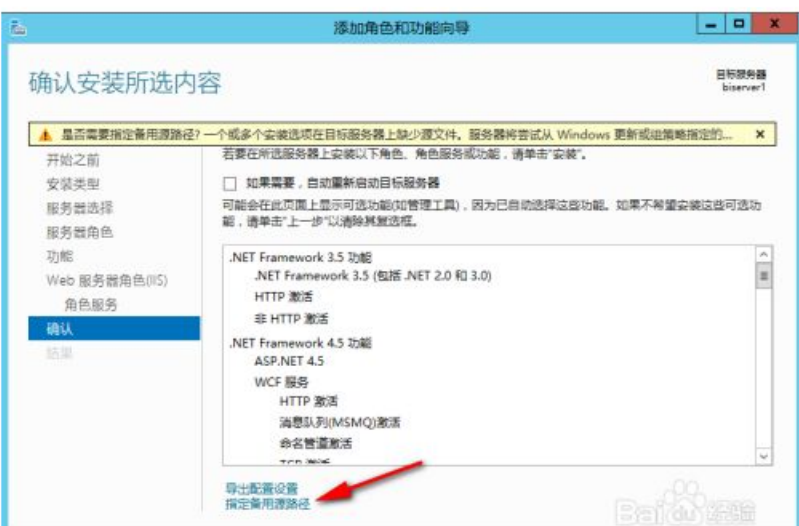 添加角色和功能向导
确认安装所选内容
目标服务器
biserver1
是否需要指定备用源路径? 一个或多个安装选项在目标服务器上缺少源文件。服务器将尝试从 Windows 更新或组策略指定的...
开始之前
安装类型
服务器选择
服务器角色
功能
Web 服务器角色(IIS)
角色服务
确认
结果
若要在所选服务器上安装以下角色、角色服务或功能，请单击"安装"。
如果需要，自动重新启动目标服务器
可能会在此页面上显示可选功能(如管理工具)，因为已自动选择这些功能。如果不希望安装这些可选功
能，请单击"上一步"以清除其复选框。
.NET Framework 3.5 功能
.NET Framework 3.5 (包括 .NET 2.0 和 3.0)
HTTP 激活
非 HTTP 激活
.NET Framework 4.5 功能
ASP.NET 4.5
WCF 服务
HTTP 激活
消息队列(MSMQ)激活
命名管道激活
TCP 激活
导出配置设置
指定备用源路径
Baidu 经验